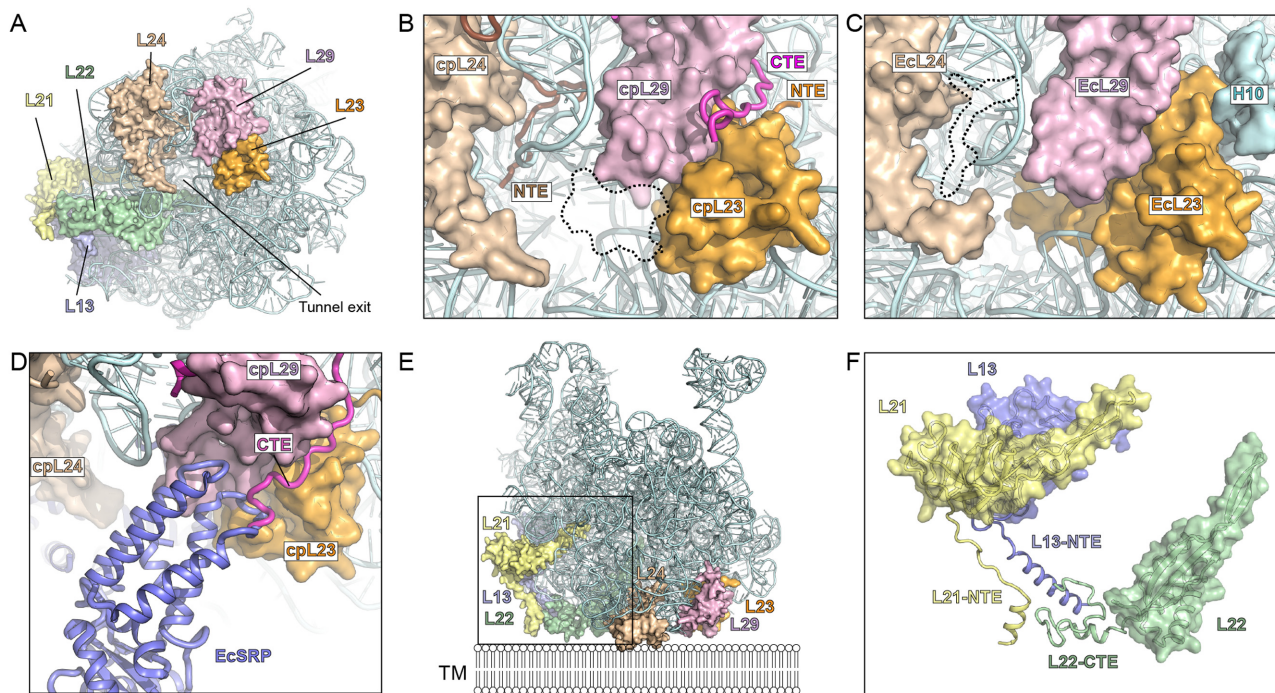 A
L24
L29
L22
L21
L23
L13
Tunnel exit
B
cpL24
cpL29
CTE
NTE
NTE
cpL23
C
EcL24
EcL29
H10
EcL23
D
cpL29
CTE
cpL24
cpL23
EcSRP
E
L21
L24
L13
L23
L22
L29
TM
F
L13
L21
L13-NTE
L21-NTE
L22
L22-CTE